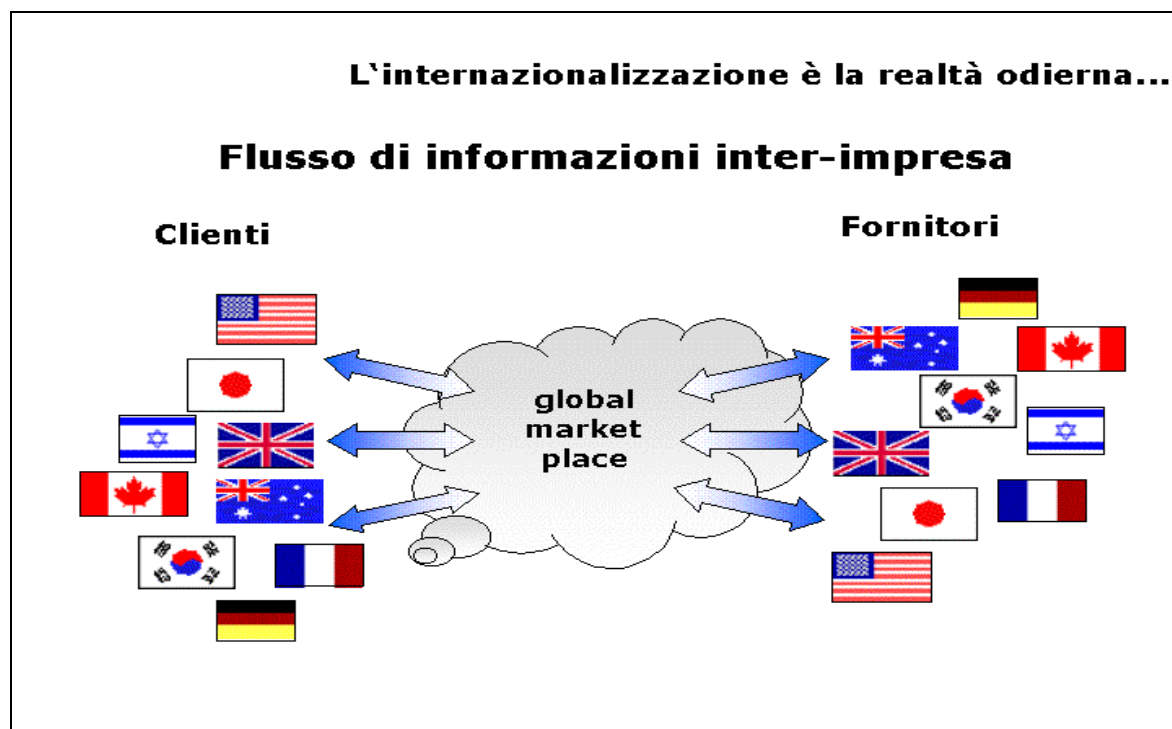 L‘internazionalizzazione è la realtà odierna...
Flusso di informazioni inter-impresa
Clienti
Fornitori
global
market
place